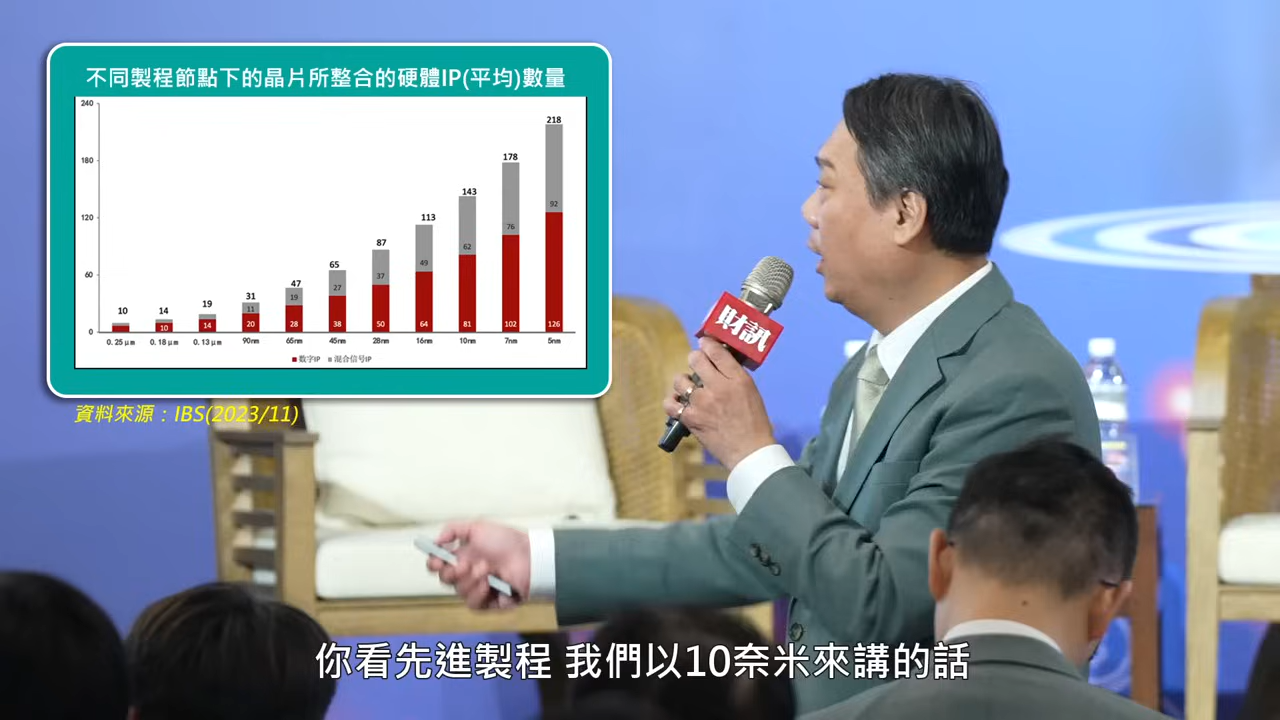 不同製程節點下的晶片所整合的硬體IP(平均)數量
240
180
120
60
0
10
14
19
31
47
65
87
113
143
178
218
11
19
27
37
49
62
76
92
10
14
20
28
38
50
64
81
102
126
0.25μm
0.18μm
0.13μm
90nm
65nm
45nm
28nm
16nm
10nm
7nm
5nm
数字IP
混合信号IP
資料來源：IBS(2023/11)
財訊
你看先進製程 我們以10奈米來講的話